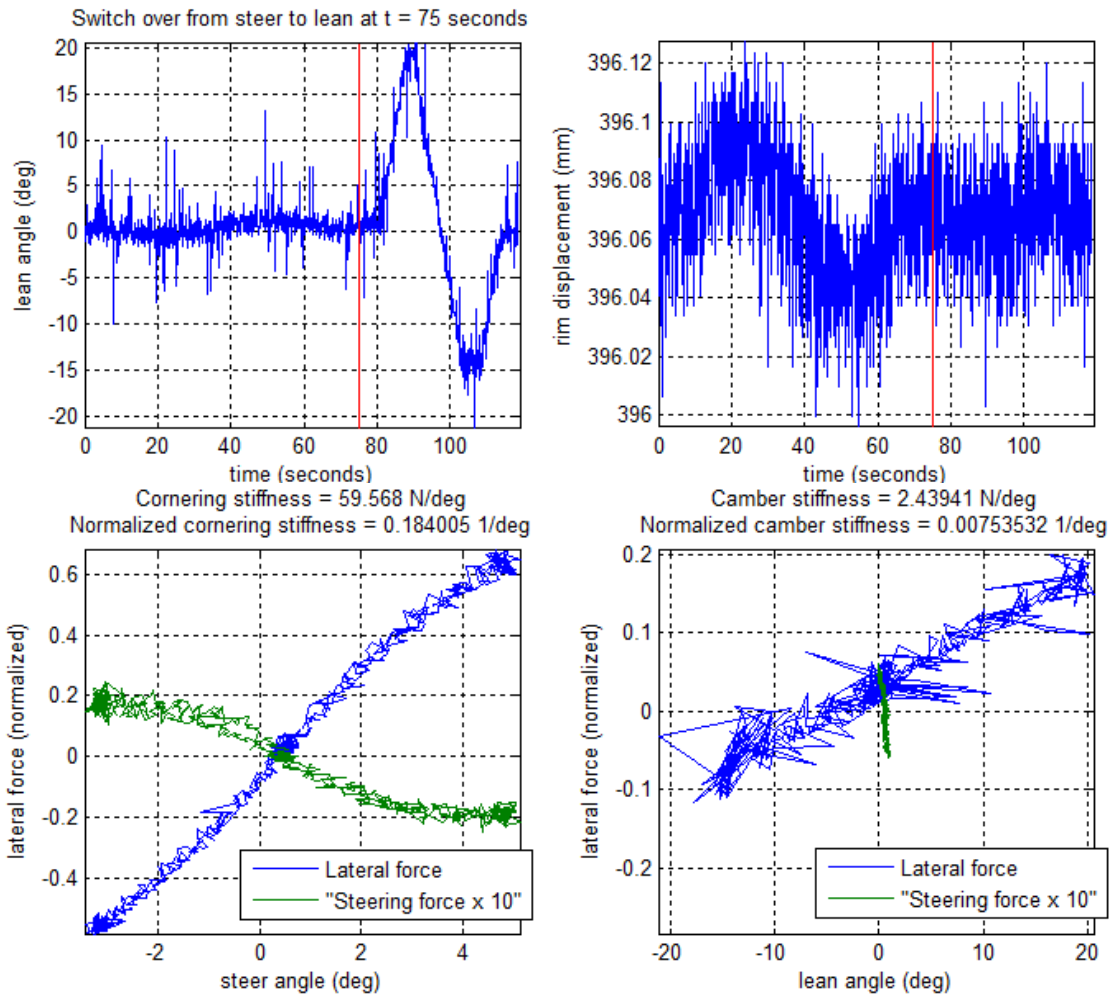 Switch over from steer to lean at t = 75 seconds
20
15
10
5
0
-5
-10
-15
-20
lean angle (deg)
0 20 40 60 80 100
time (seconds)
396.12
396.1
396.08
396.06
396.04
396.02
396
rim displacement (mm)
0 20 40 60 80 100
time (seconds)
Cornering stiffness = 59.568 N/deg
Normalized cornering stiffness = 0.184005 1/deg
0.6
0.4
0.2
0
-0.2
-0.4
lateral force (normalized)
Lateral force
"Steering force x 10"
-2 0 2 4
steer angle (deg)
Camber stiffness = 2.43941 N/deg
Normalized camber stiffness = 0.00753532 1/deg
0.2
0.1
0
-0.1
-0.2
lateral force (normalized)
Lateral force
"Steering force x 10"
-20 -10 0 10 20
lean angle (deg)